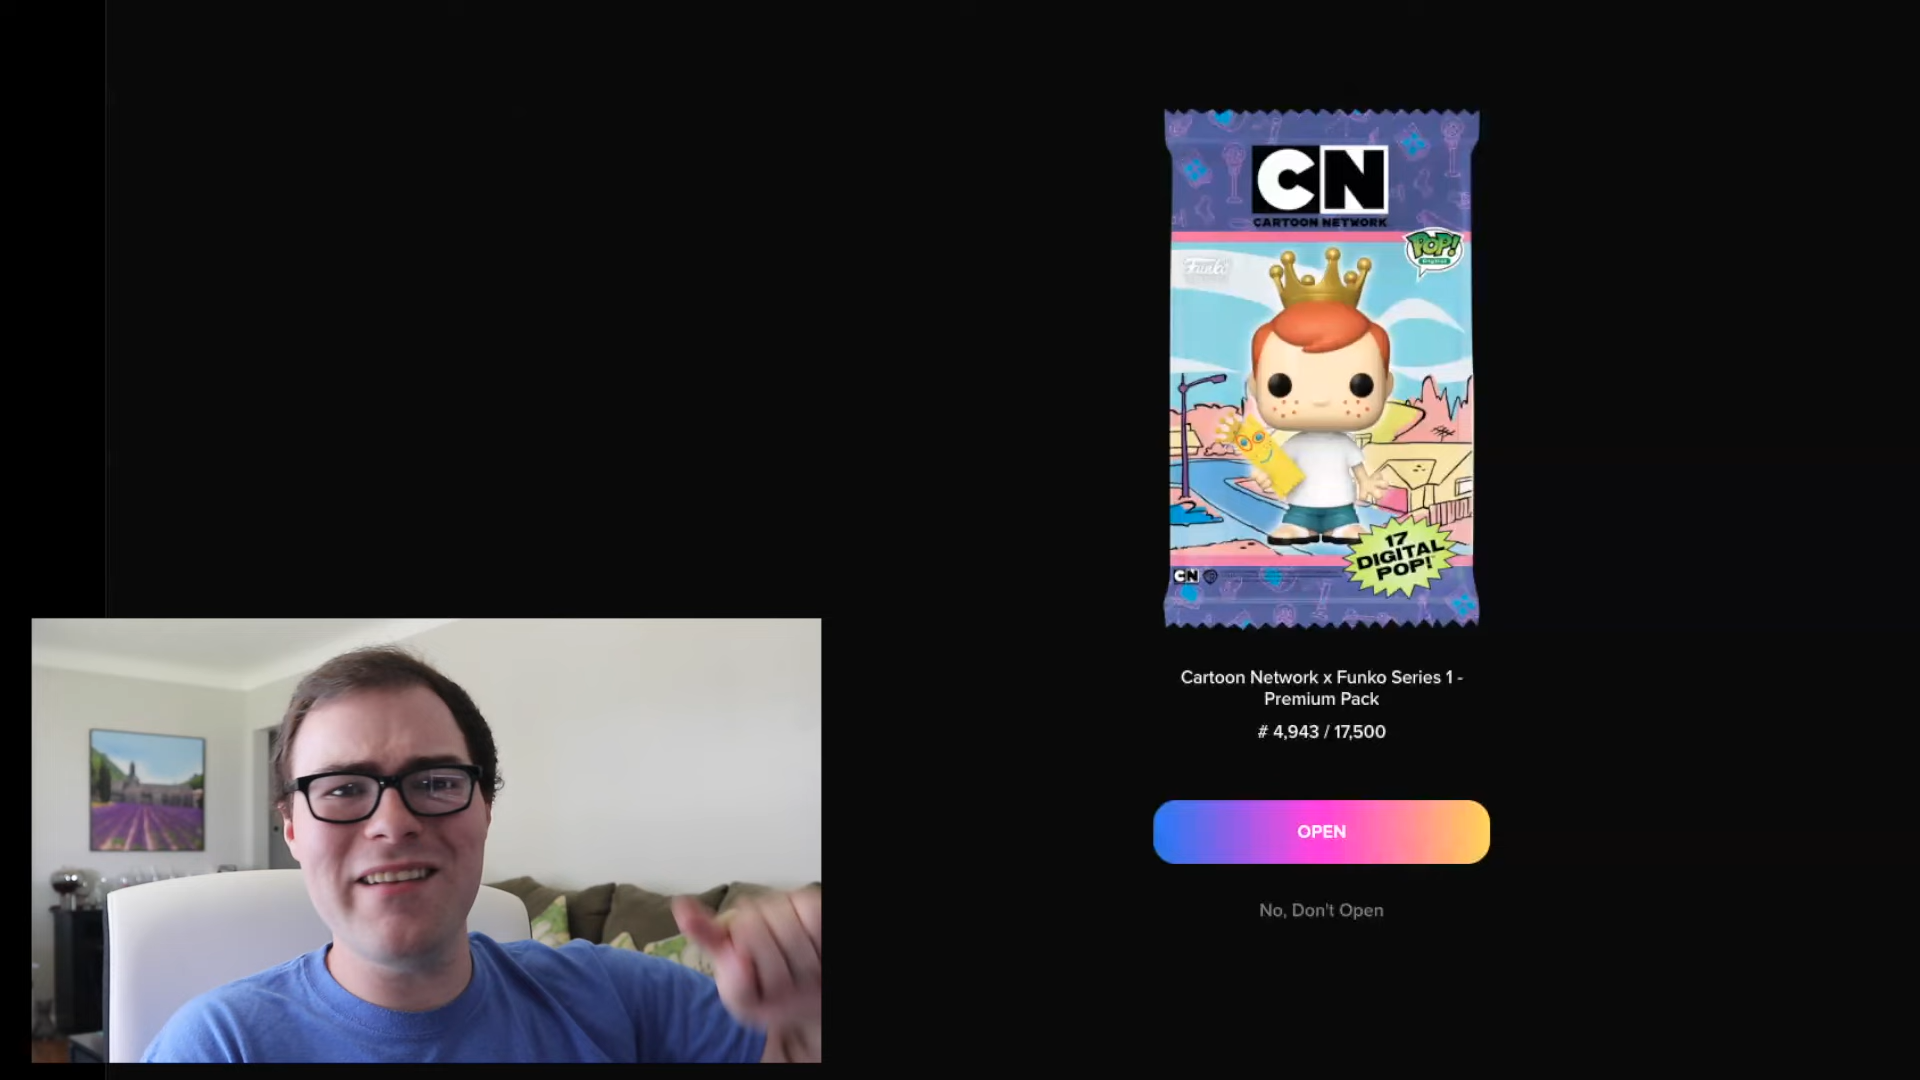 CN
CARTOON NETWORK
POP!
Digital
Funko
17
DIGITAL
POP!
CN
Cartoon Network x Funko Series 1 -
Premium Pack
# 4,943 / 17,500
OPEN
No, Don't Open